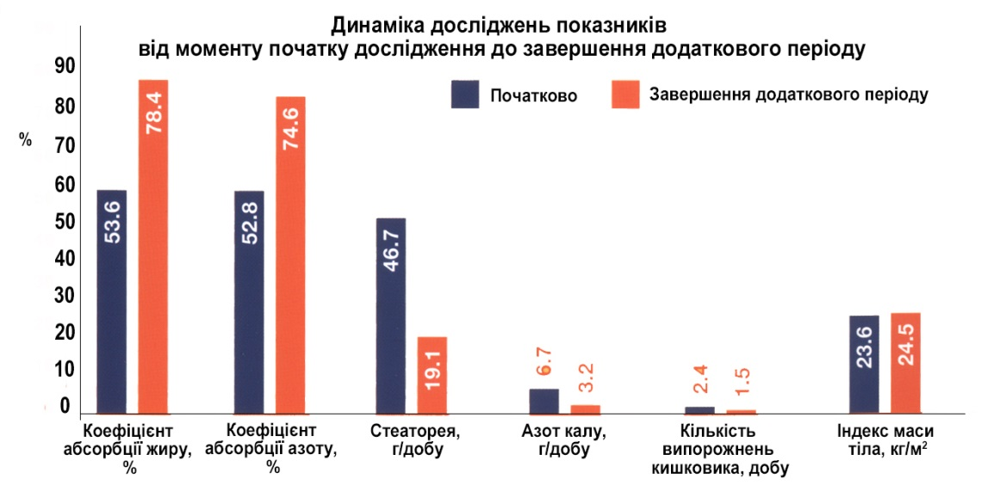 Динаміка досліджень показників
від моменту початку дослідження до завершення додаткового періоду
90
80
70
60
50
40
30
20
10
0
%
Початково
Завершення додаткового періоду
53.6
78.4
52.8
74.6
46.7
19.1
6.7
3.2
2.4
1.5
23.6
24.5
Коефіцієнт
абсорбції жиру,
%
Коефіцієнт
абсорбції азоту,
%
Стеаторея,
г/добу
Азот калу,
г/добу
Кількість
випорожнень
кишковика, добу
Індекс маси
тіла, кг/м²